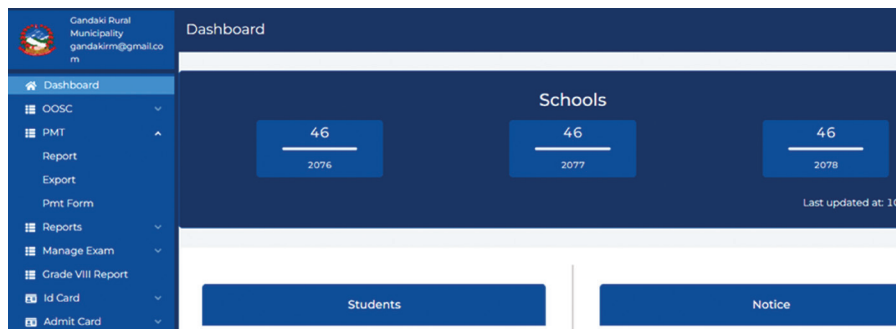 Gandaki Rural
Municipality
gandakirm@gmail.co
m
Dashboard
Dashboard
OOSC
PMT
Report
Export
Pmt Form
Reports
Manage Exam
Grade VIII Report
Id Card
Admit Card
Schools
46
2076
46
2077
46
2078
Last updated at: 10
Students
Notice